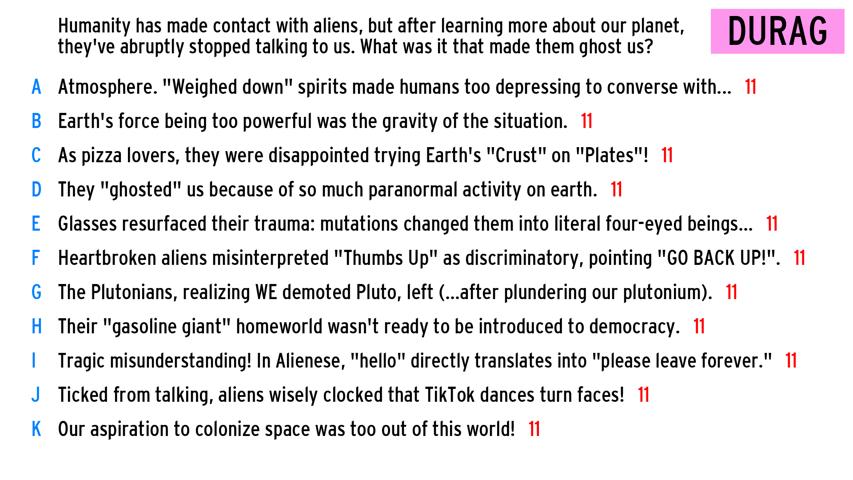 Humanity has made contact with aliens, but after learning more about our planet,
they've abruptly stopped talking to us. What was it that made them ghost us?
DURAG
A Atmosphere. "Weighed down" spirits made humans too depressing to converse with... 11
B Earth's force being too powerful was the gravity of the situation. 11
C As pizza lovers, they were disappointed trying Earth's "Crust" on "Plates"! 11
D They "ghosted" us because of so much paranormal activity on earth. 11
E Glasses resurfaced their trauma: mutations changed them into literal four-eyed beings... 11
F Heartbroken aliens misinterpreted "Thumbs Up" as discriminatory, pointing "GO BACK UP!". 11
G The Plutonians, realizing WE demoted Pluto, left (...after plundering our plutonium). 11
H Their "gasoline giant" homeworld wasn't ready to be introduced to democracy. 11
I Tragic misunderstanding! In Alienese, "hello" directly translates into "please leave forever." 11
J Ticked from talking, aliens wisely clocked that TikTok dances turn faces! 11
K Our aspiration to colonize space was too out of this world! 11